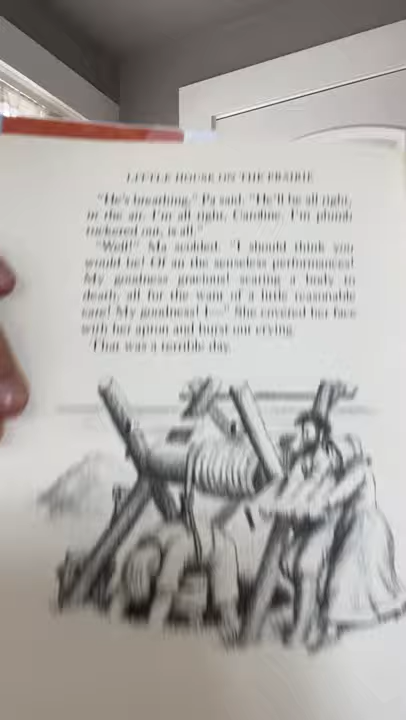 LITTLE HOUSE ON THE PRAIRIE
"He's breathing," Pa said. "He'll be all right,
in the air. I'm all right, Caroline. I'm plumb
tuckered out, is all."
"Well!" Ma scolded. "I should think you
would be! Of all the senseless performances!
My goodness gracious! scaring a body to
death, all for the want of a little reasonable
care! My goodness! I—" She covered her face
with her apron and burst out crying.
That was a terrible day.